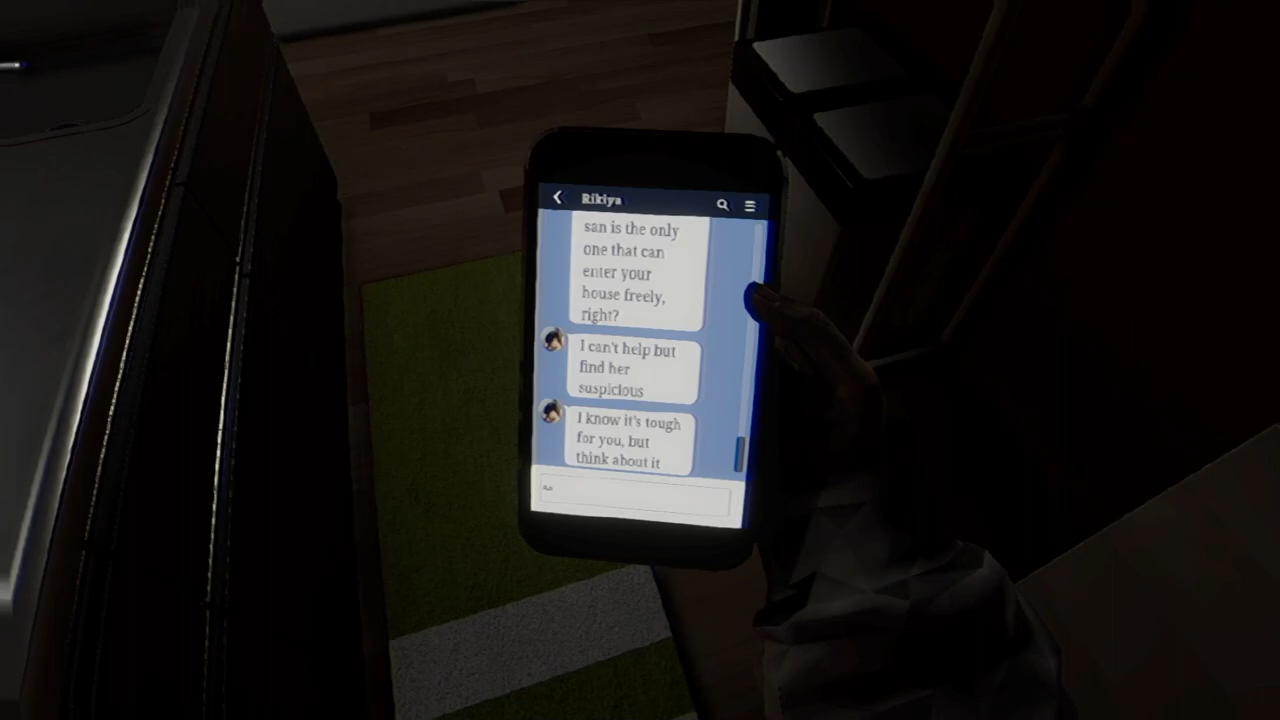 Rikiya
san is the only
one that can
enter your
house freely,
right?
I can't help but
find her
suspicious
I know it's tough
for you, but
think about it